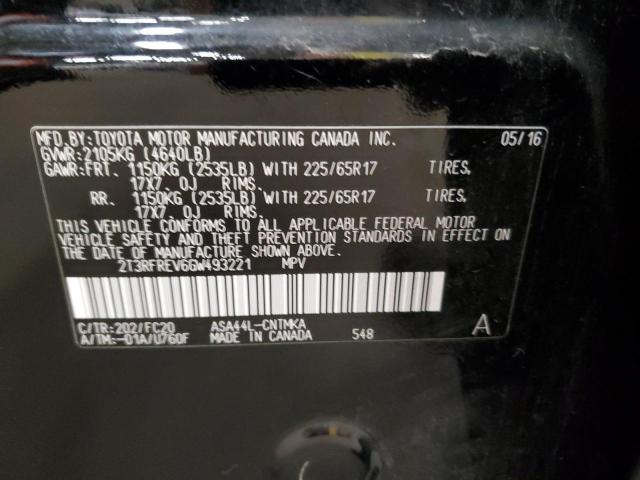 MFD.BY:TOYOTA MOTOR MANUFACTURING CANADA INC. 05/16
GVWR:2105KG (4640LB)
GAWR:FRT. 1150KG (2535LB) WITH 225/65R17 TIRES,
17X7.0J RIMS.
RR. 1150KG (2535LB) WITH 225/65R17 TIRES,
17X7.0J RIMS.
THIS VEHICLE CONFORMS TO ALL APPLICABLE FEDERAL MOTOR
VEHICLE SAFETY AND THEFT PREVENTION STANDARDS IN EFFECT ON
THE DATE OF MANUFACTURE SHOWN ABOVE.
2T3RFREV6GW493221 MPV
C/TR:202/FC20 ASA44L-CNTMKA 548 A
A/TM:-01A/U760F MADE IN CANADA